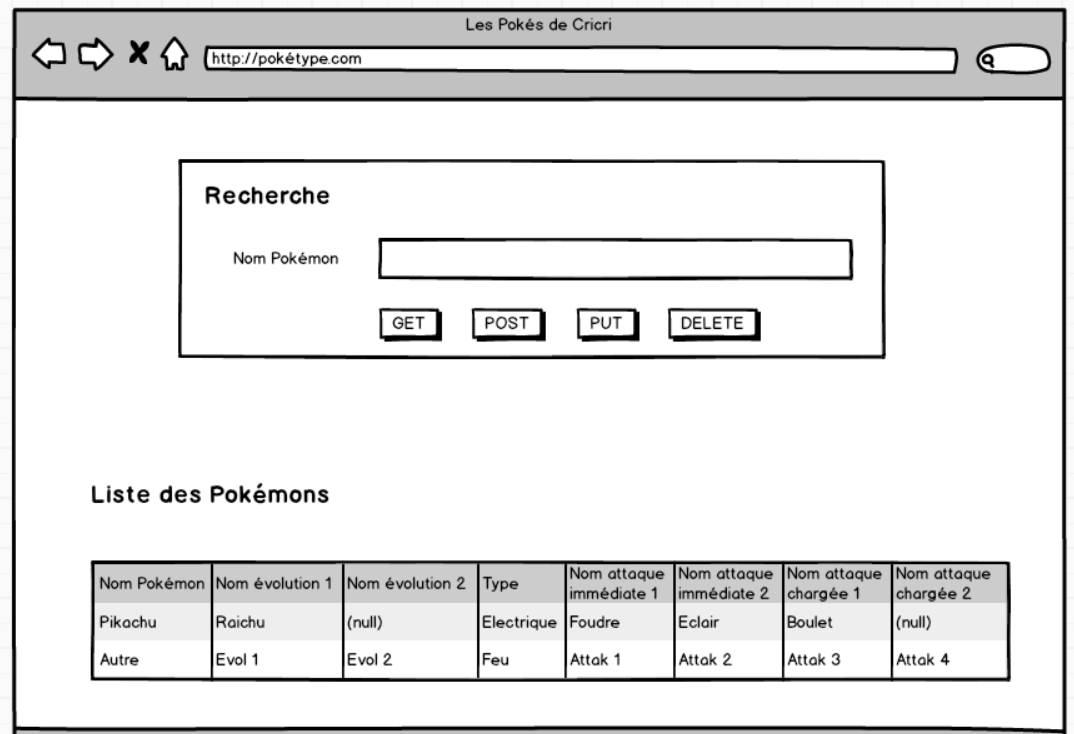 Les Pokés de Cricri
http://pokétype.com
Recherche
Nom Pokémon
GET POST PUT DELETE
Liste des Pokémons
Nom Pokémon Nom évolution 1 Nom évolution 2 Type Nom attaque immédiate 1 Nom attaque immédiate 2 Nom attaque chargée 1 Nom attaque chargée 2
Pikachu Raichu (null) Electrique Foudre Eclair Boulet (null)
Autre Evol 1 Evol 2 Feu Attak 1 Attak 2 Attak 3 Attak 4